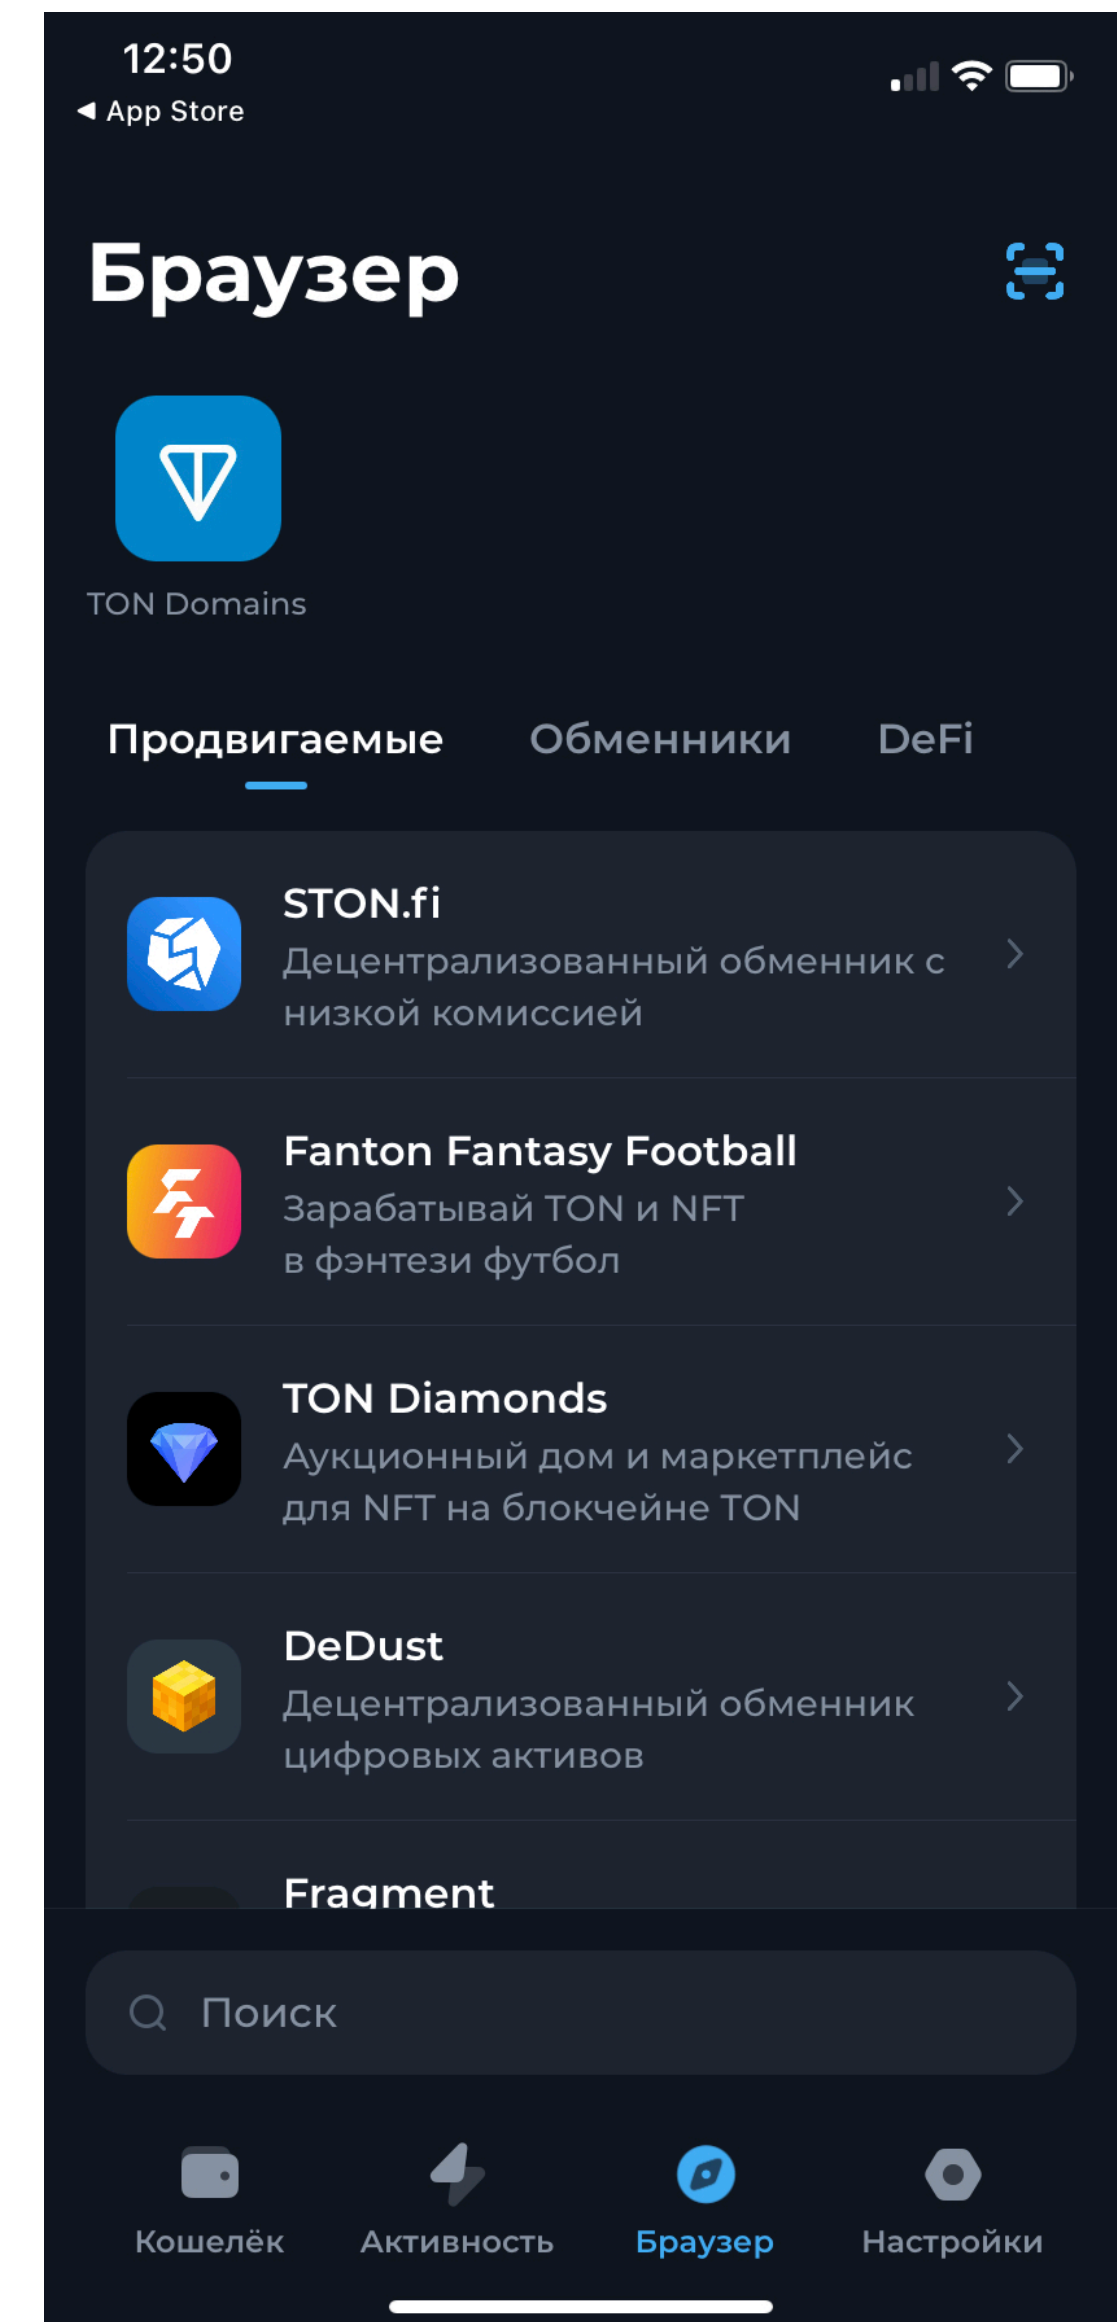 12:50
App Store
Браузер
TON Domains
Продвигаемые Обменники DeFi
STON.fi
Децентрализованный обменник с
низкой комиссией
Fanton Fantasy Football
Зарабатывай TON и NFT
в фэнтези футбол
TON Diamonds
Аукционный дом и маркетплейс
для NFT на блокчейне TON
DeDust
Децентрализованный обменник
цифровых активов
Fragment
Поиск
Кошелёк Активность Браузер Настройки